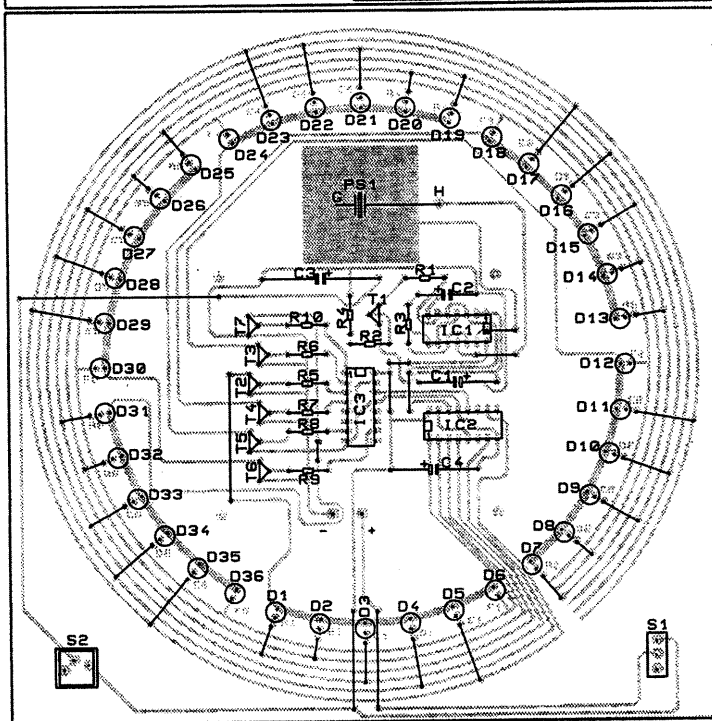 D21
D22
D20
D23
D19
D24
D18
D25
D17
PS1
G
H
D26
D16
D27
D15
D28
C3
+
R1
D14
C2
+
D29
T7
R10
R4
T1
R3
D13
IC1
R2
T3
R6
D30
D12
T2
R5
C1
+
IC3
D31
T4
R7
D11
R8
IC2
T5
D32
D10
T6
R9
+
C4
D33
D9
-
+
D34
D8
D35
D7
D36
D6
D1
D2
D3
D4
D5
S2
S1